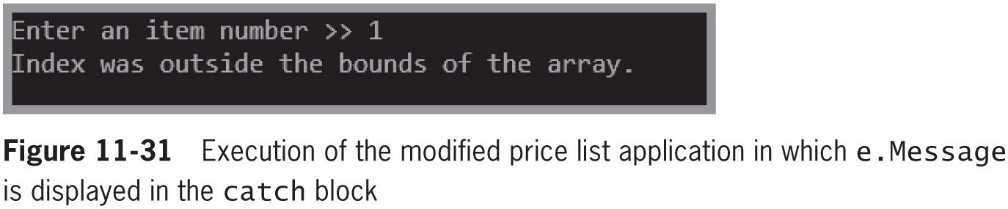 Enter an item number >> 1
Index was outside the bounds of the array.
Figure 11-31 Execution of the modified price list application in which e.Message
is displayed in the catch block